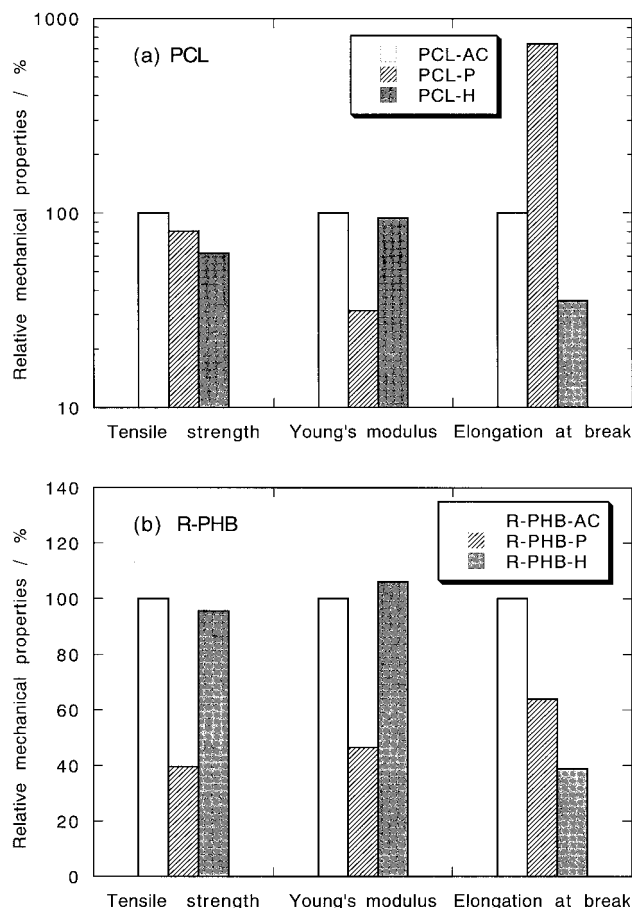 1000
(a) PCL
PCL-AC
PCL-P
PCL-H
100
10
Relative mechanical properties / %
Tensile strength Young's modulus Elongation at break
140
(b) R-PHB
R-PHB-AC
R-PHB-P
R-PHB-H
120
100
80
60
40
20
0
Relative mechanical properties / %
Tensile strength Young's modulus Elongation at break